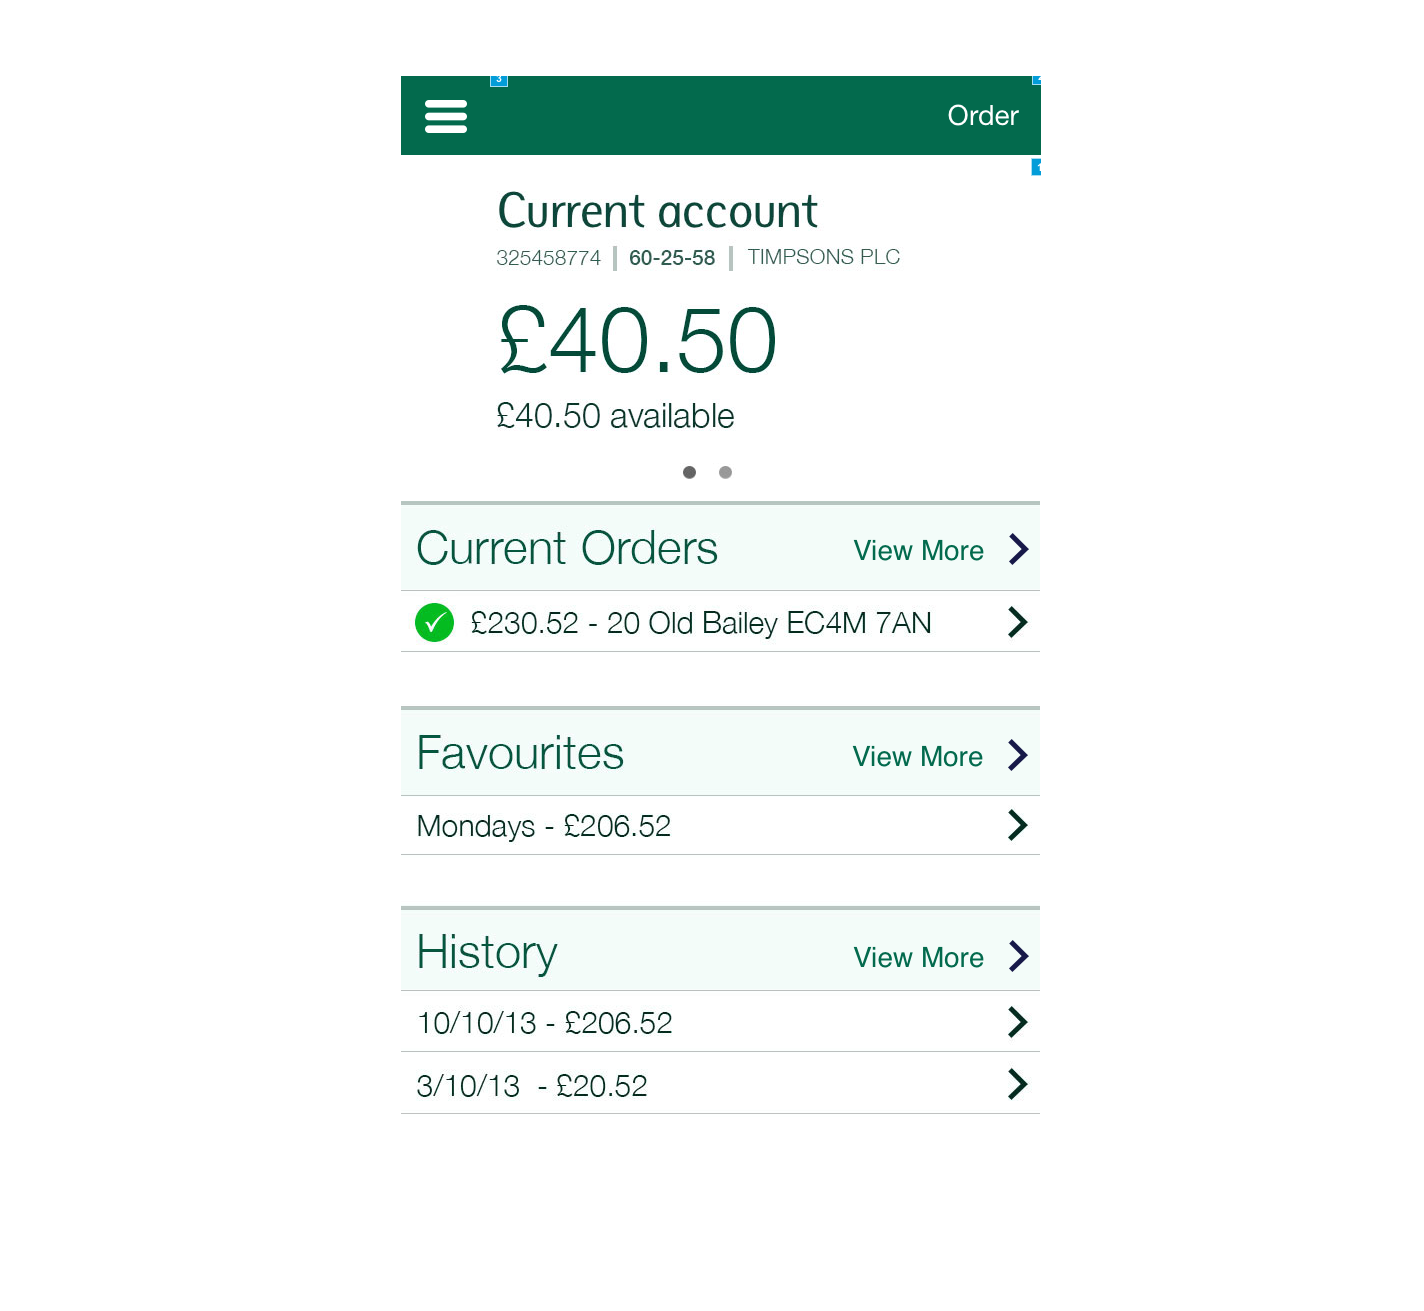 3
Order
Current account
325458774 | 60-25-58 | TIMPSONS PLC
£40.50
£40.50 available
Current Orders View More
£230.52 - 20 Old Bailey EC4M 7AN
Favourites View More
Mondays - £206.52
History View More
10/10/13 - £206.52
3/10/13  - £20.52